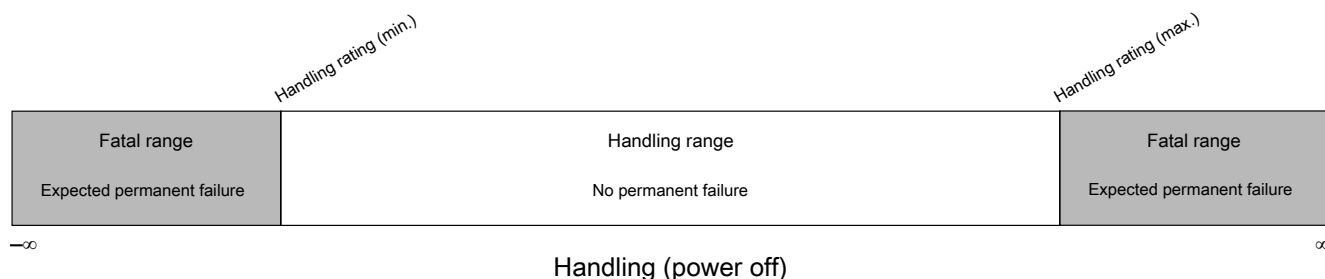 Handling rating (min.)
Handling rating (max.)
Fatal range
Handling range
Fatal range
Expected permanent failure
No permanent failure
Expected permanent failure
–∞
∞
Handling (power off)